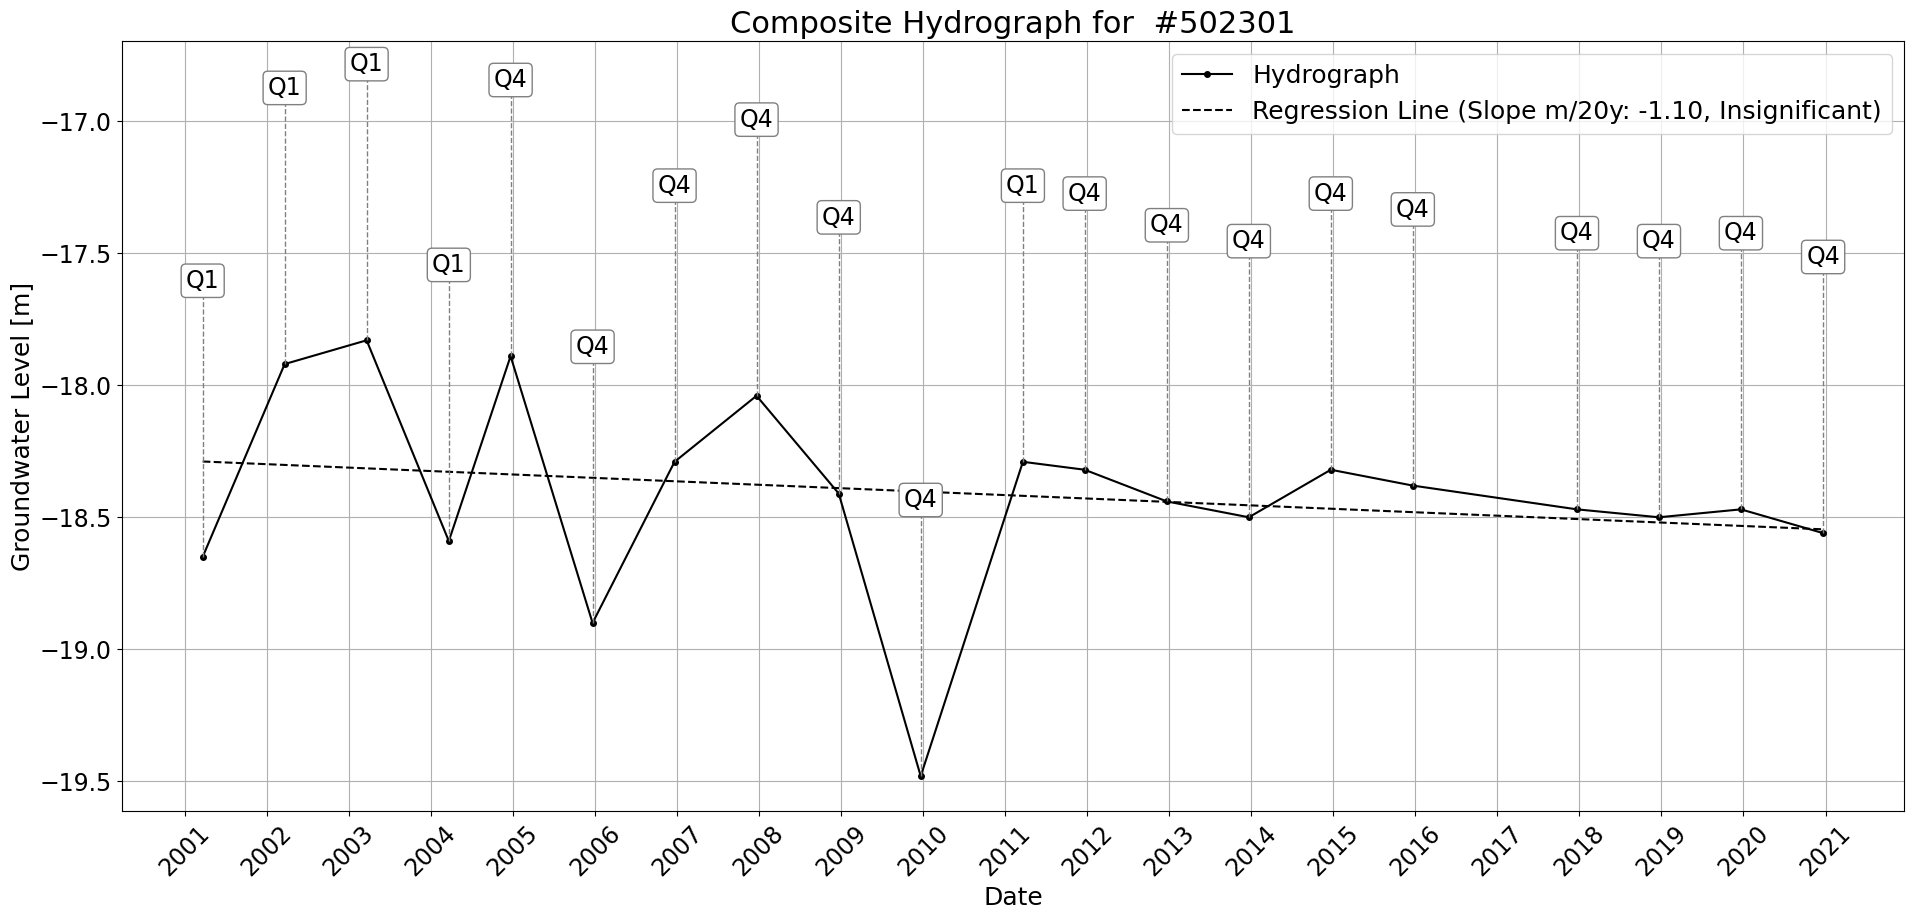 Composite Hydrograph for  #502301
Hydrograph
Regression Line (Slope m/20y: -1.10, Insignificant)
Q1
Q1
Q1
Q1
Q4
Q4
Q4
Q4
Q4
Q4
Q1
Q4
Q4
Q4
Q4
Q4
Q4
Q4
Q4
Q4
Groundwater Level [m]
−17.0
−17.5
−18.0
−18.5
−19.0
−19.5
2001
2002
2003
2004
2005
2006
2007
2008
2009
2010
2011
2012
2013
2014
2015
2016
2017
2018
2019
2020
2021
Date